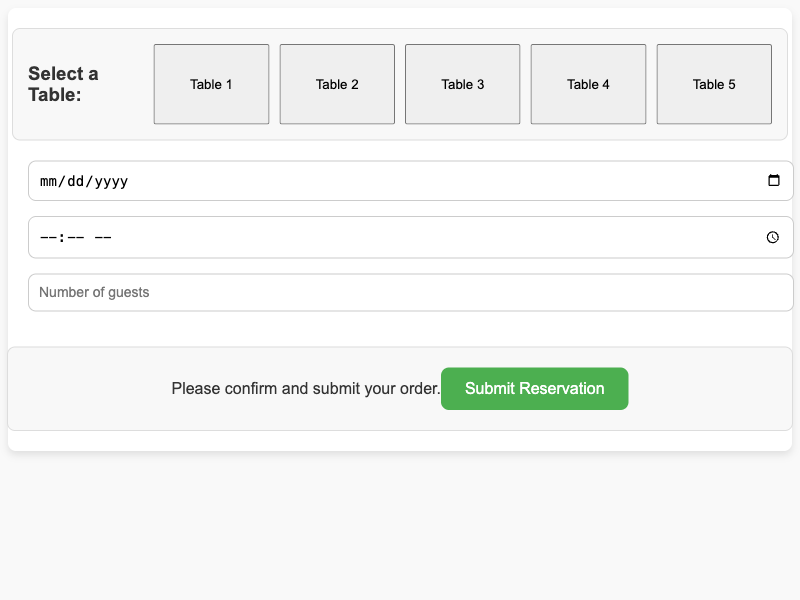 Select a
Table:
Table 1
Table 2
Table 3
Table 4
Table 5
mm/dd/yyyy
--:-- --
Number of guests
Please confirm and submit your order.
Submit Reservation